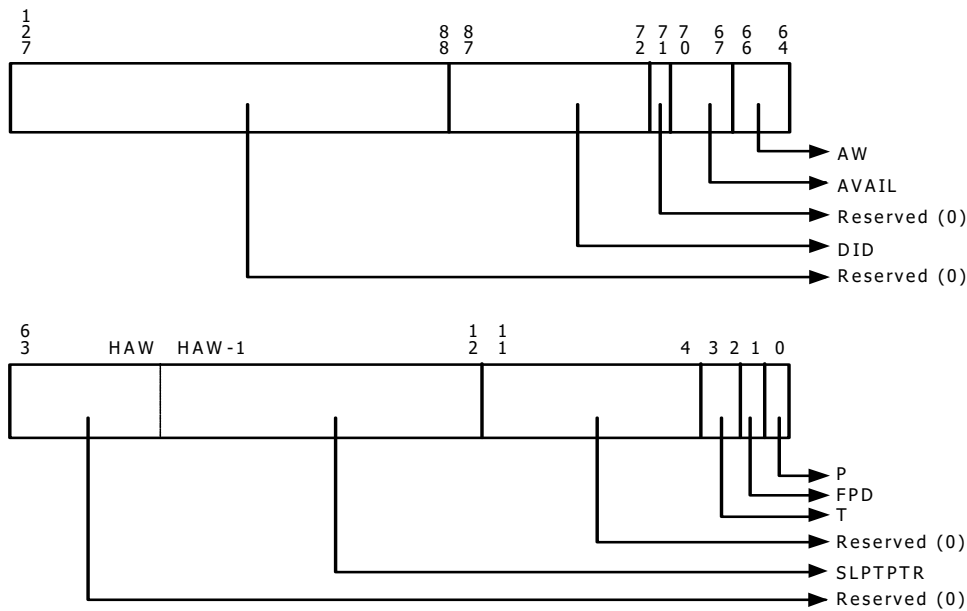 127 88 87 72 71 70 67 66 64
AW
AVAIL
Reserved (0)
DID
Reserved (0)
63 HAW HAW-1 12 11 4 3 2 1 0
P
FPD
T
Reserved (0)
SLPTPTR
Reserved (0)